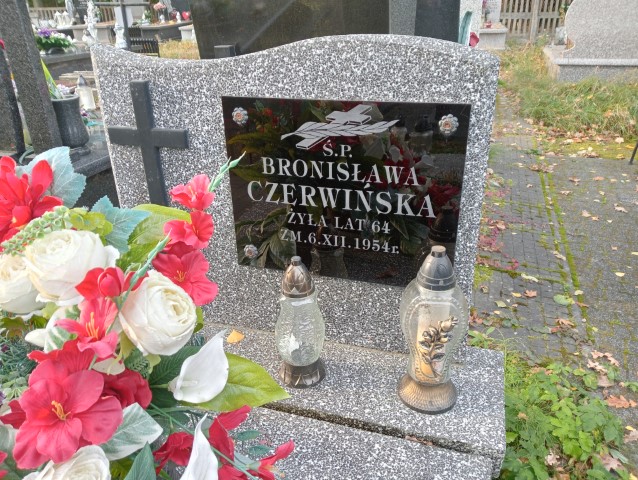 Ś.P.
BRONISŁAWA
CZERWIŃSKA
ŻYŁA LAT 64
ZM.6.XII.1954r.